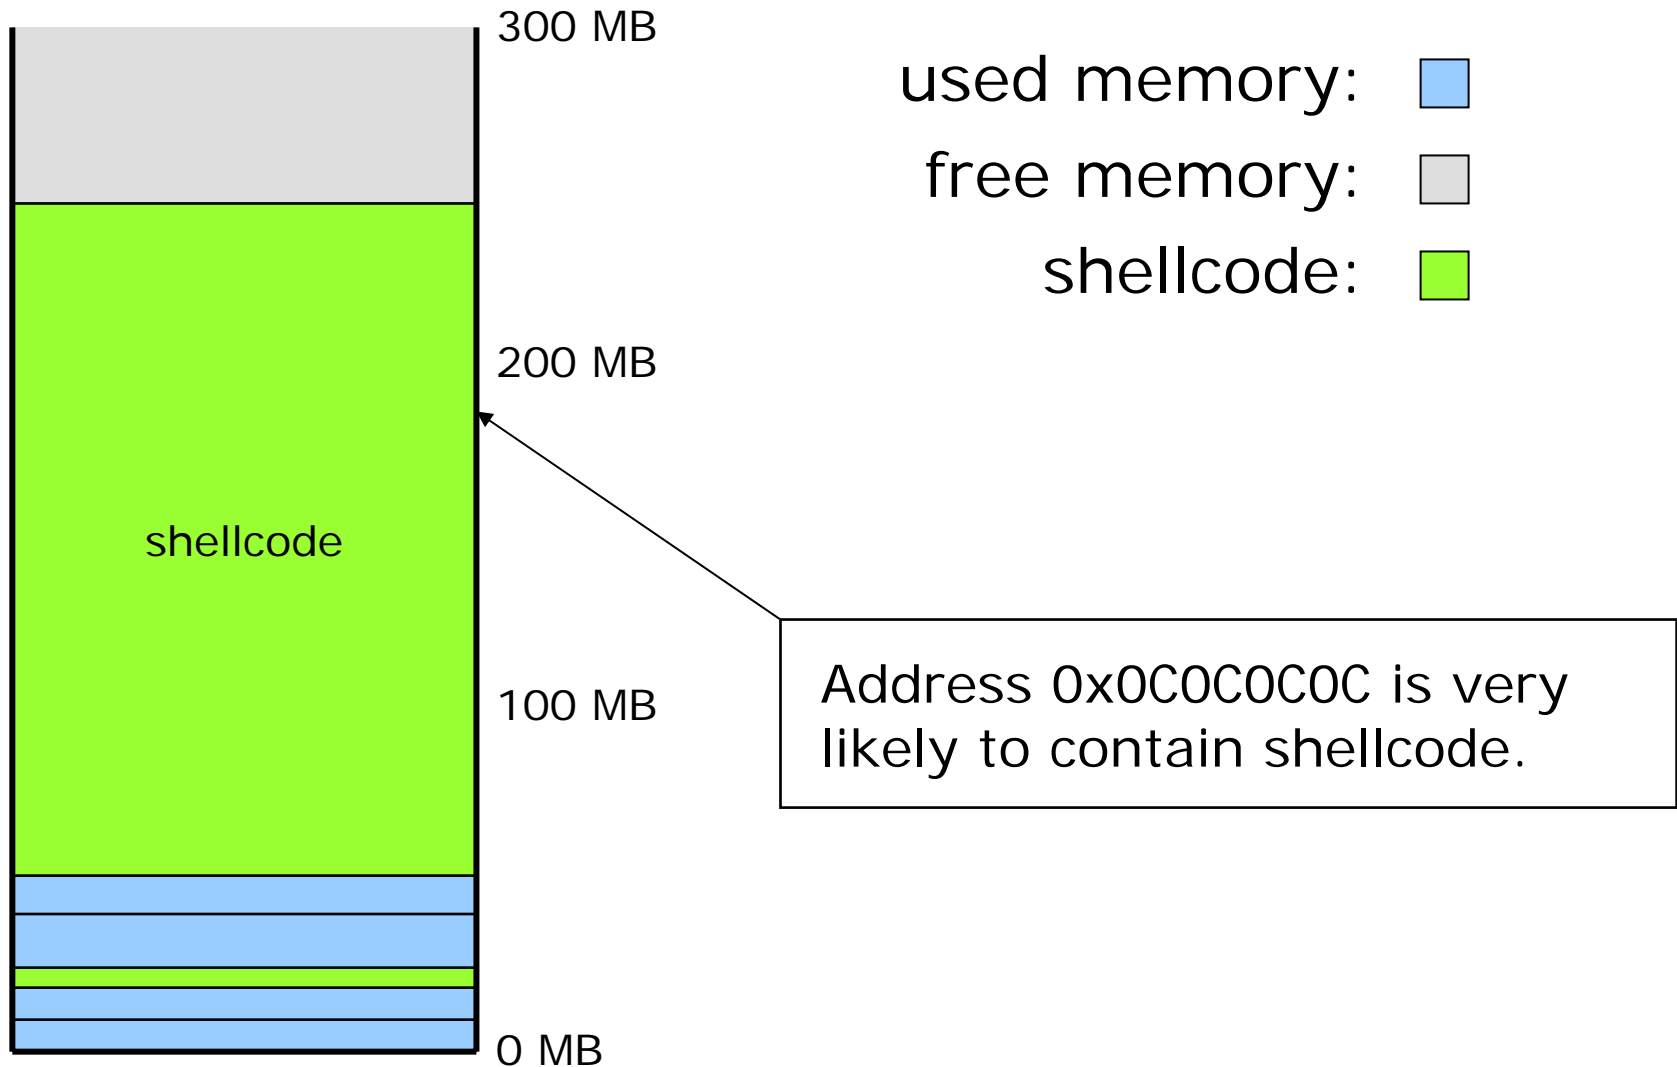 300 MB
used memory:
free memory:
shellcode:
200 MB
shellcode
Address 0x0C0C0C0C is very
likely to contain shellcode.
100 MB
0 MB